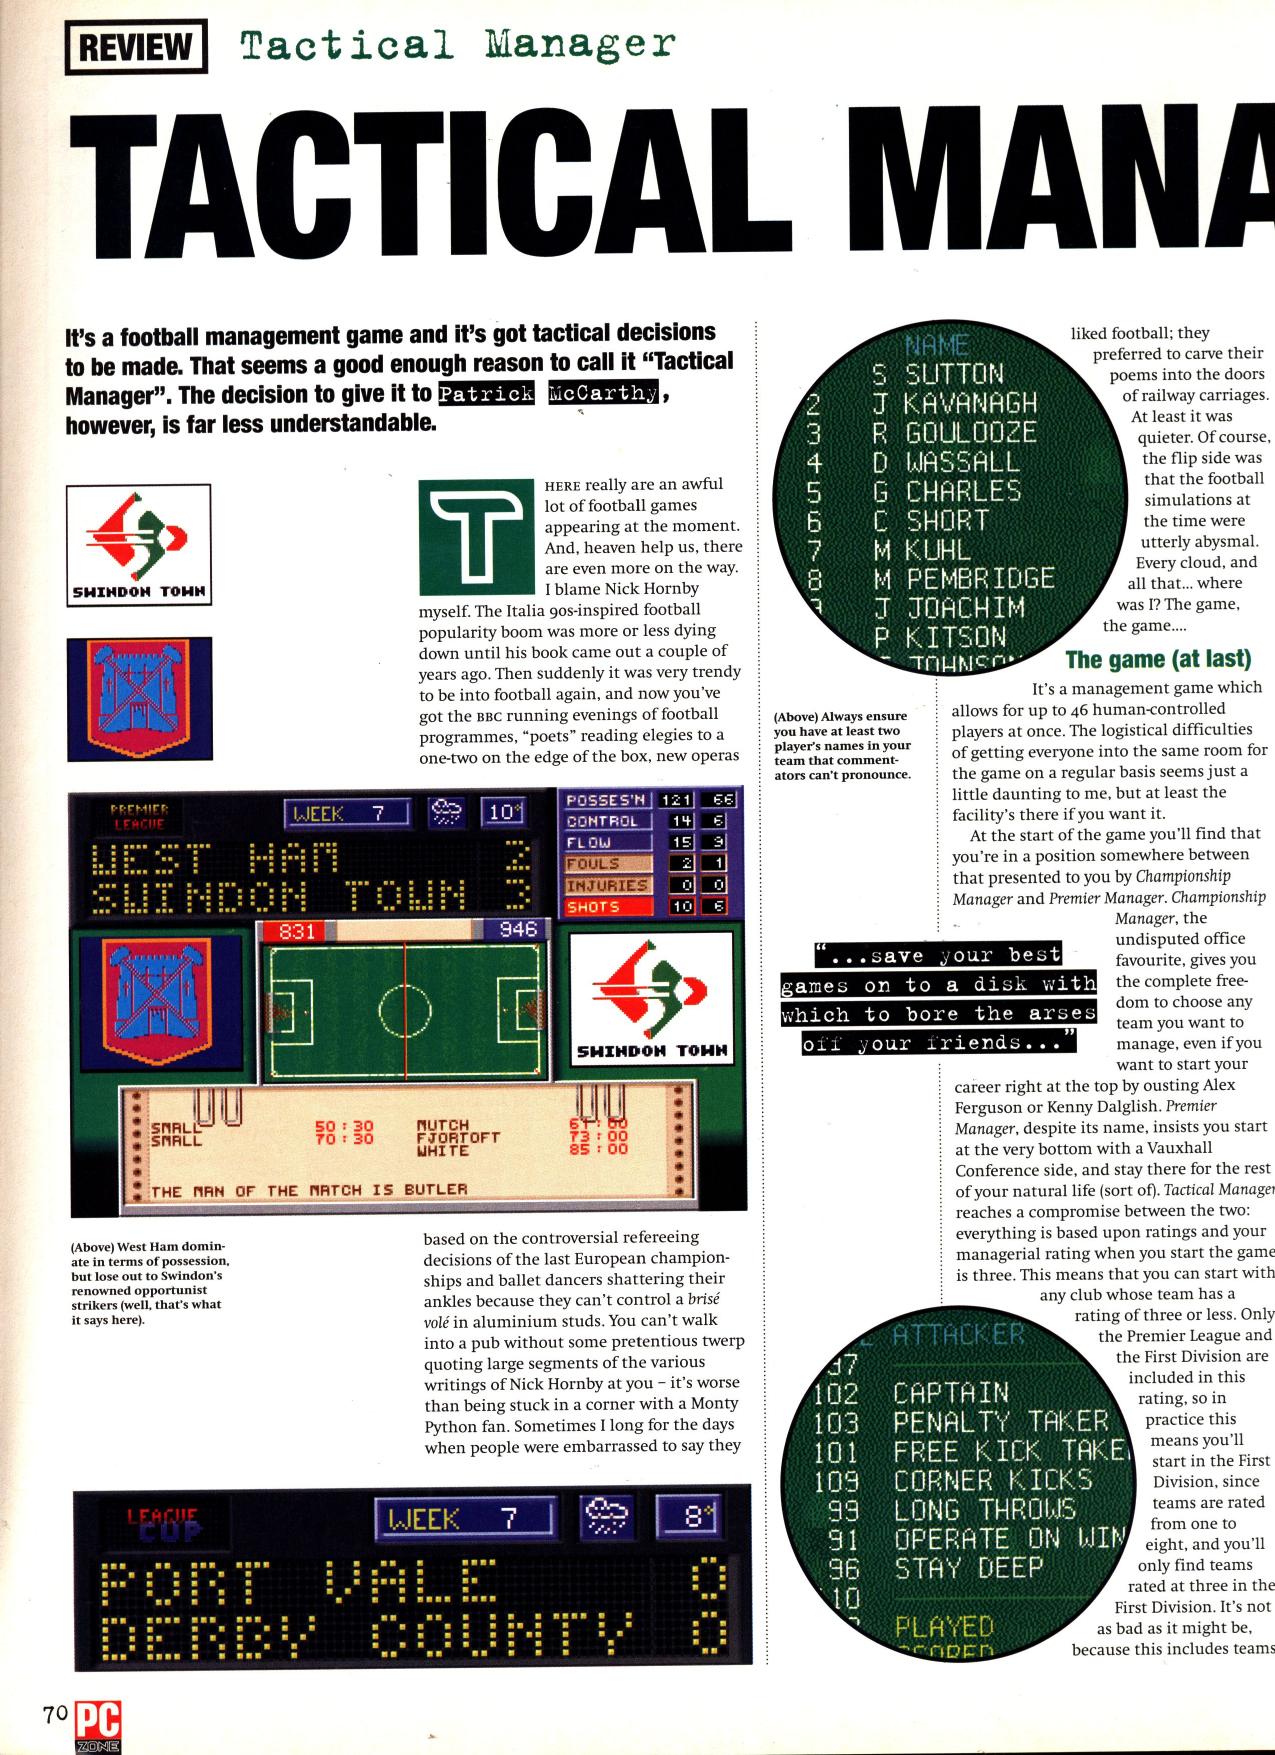 REVIEW Tactical Manager
TACTICAL MANA
It's a football management game and it's got tactical decisions
to be made. That seems a good enough reason to call it “Tactical
Manager”. The decision to give it to Patrick McCarthy,
however, is far less understandable.
SWINDON TOWN
THERE really are an awful
lot of football games
appearing at the moment.
And, heaven help us, there
are even more on the way.
I blame Nick Hornby
myself. The Italia 90s-inspired football
popularity boom was more or less dying
down until his book came out a couple of
years ago. Then suddenly it was very trendy
to be into football again, and now you've
got the BBC running evenings of football
programmes, “poets” reading elegies to a
one-two on the edge of the box, new operas
PREMIER
LEAGUE
WEEK 7
10°
WEST HAM 2
SWINDON TOWN 3
POSSES'N 121 66
CONTROL 14 6
FLOW 15 9
FOULS 2 1
INJURIES 0 0
SHOTS 10 6
831 946
SWINDON TOWN
SMALL 50:30 MUTCH
SMALL 70:30 FJORTOFT 73:00
WHITE 85:00
THE MAN OF THE MATCH IS BUTLER
(Above) West Ham domin-
ate in terms of possession,
but lose out to Swindon's
renowned opportunist
strikers (well, that's what
it says here).
based on the controversial refereeing
decisions of the last European champion-
ships and ballet dancers shattering their
ankles because they can't control a brisé
volé in aluminium studs. You can't walk
into a pub without some pretentious twerp
quoting large segments of the various
writings of Nick Hornby at you – it's worse
than being stuck in a corner with a Monty
Python fan. Sometimes I long for the days
when people were embarrassed to say they
LEAGUE
CUP
WEEK 7
8°
PORT VALE 0
DERBY COUNTY 0
NAME
S SUTTON
2 J KAVANAGH
3 R GOULOOZE
4 D WASSALL
5 G CHARLES
6 C SHORT
7 M KUHL
8 M PEMBRIDGE
9 J JOACHIM
P KITSON
JOHNSON
(Above) Always ensure
you have at least two
player's names in your
team that comment-
ators can't pronounce.
liked football; they
preferred to carve their
poems into the doors
of railway carriages.
At least it was
quieter. Of course,
the flip side was
that the football
simulations at
the time were
utterly abysmal.
Every cloud, and
all that... where
was I? The game,
the game....
The game (at last)
It's a management game which
allows for up to 46 human-controlled
players at once. The logistical difficulties
of getting everyone into the same room for
the game on a regular basis seems just a
little daunting to me, but at least the
facility's there if you want it.
At the start of the game you'll find that
you're in a position somewhere between
that presented to you by Championship
Manager and Premier Manager. Championship
Manager, the
undisputed office
favourite, gives you
the complete free-
dom to choose any
team you want to
manage, even if you
want to start your
career right at the top by ousting Alex
Ferguson or Kenny Dalglish. Premier
Manager, despite its name, insists you start
at the very bottom with a Vauxhall
Conference side, and stay there for the rest
of your natural life (sort of). Tactical Manager
reaches a compromise between the two:
everything is based upon ratings and your
managerial rating when you start the game
is three. This means that you can start with
any club whose team has a
rating of three or less. Only
the Premier League and
the First Division are
included in this
rating, so in
practice this
means you'll
start in the First
Division, since
teams are rated
from one to
eight, and you'll
only find teams
rated at three in the
First Division. It's not
as bad as it might be,
because this includes teams
“...save your best
games on to a disk with
which to bore the arses
off your friends...”
ATTACKER
97
102 CAPTAIN
103 PENALTY TAKER
101 FREE KICK TAKE
109 CORNER KICKS
99 LONG THROWS
91 OPERATE ON WIN
96 STAY DEEP
10
PLAYED
SCORED
70 PC
ZONE